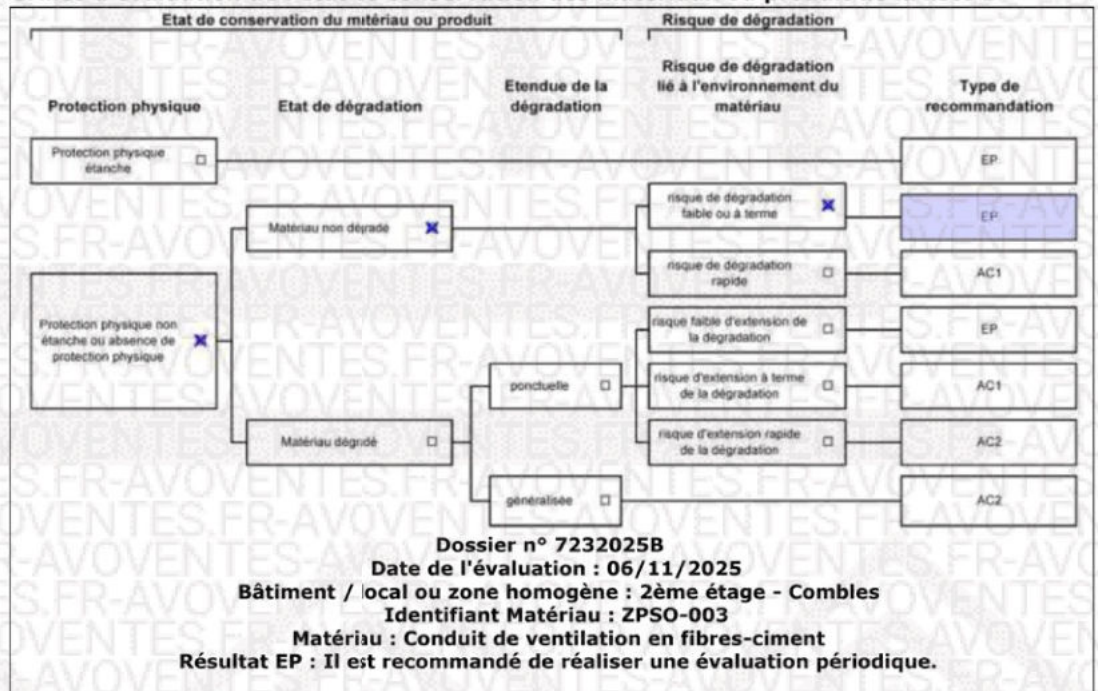 Etat de conservation du matériau ou produit
Risque de dégradation
Protection physique
Etat de dégradation
Etendue de la
dégradation
Risque de dégradation
lié à l'environnement du
matériau
Type de
recommandation
Protection physique
étanche
EP
risque de dégradation
faible ou à terme
EP
Matériau non dégradé
risque de dégradation
rapide
AC1
Protection physique non
étanche ou absence de
protection physique
risque faible d'extension de
la dégradation
EP
ponctuelle
risque d'extension à terme
de la dégradation
AC1
Matériau dégradé
risque d'extension rapide
de la dégradation
AC2
généralisée
AC2
Dossier n° 7232025B
Date de l'évaluation : 06/11/2025
Bâtiment / local ou zone homogène : 2ème étage - Combles
Identifiant Matériau : ZPSO-003
Matériau : Conduit de ventilation en fibres-ciment
Résultat EP : Il est recommandé de réaliser une évaluation périodique.